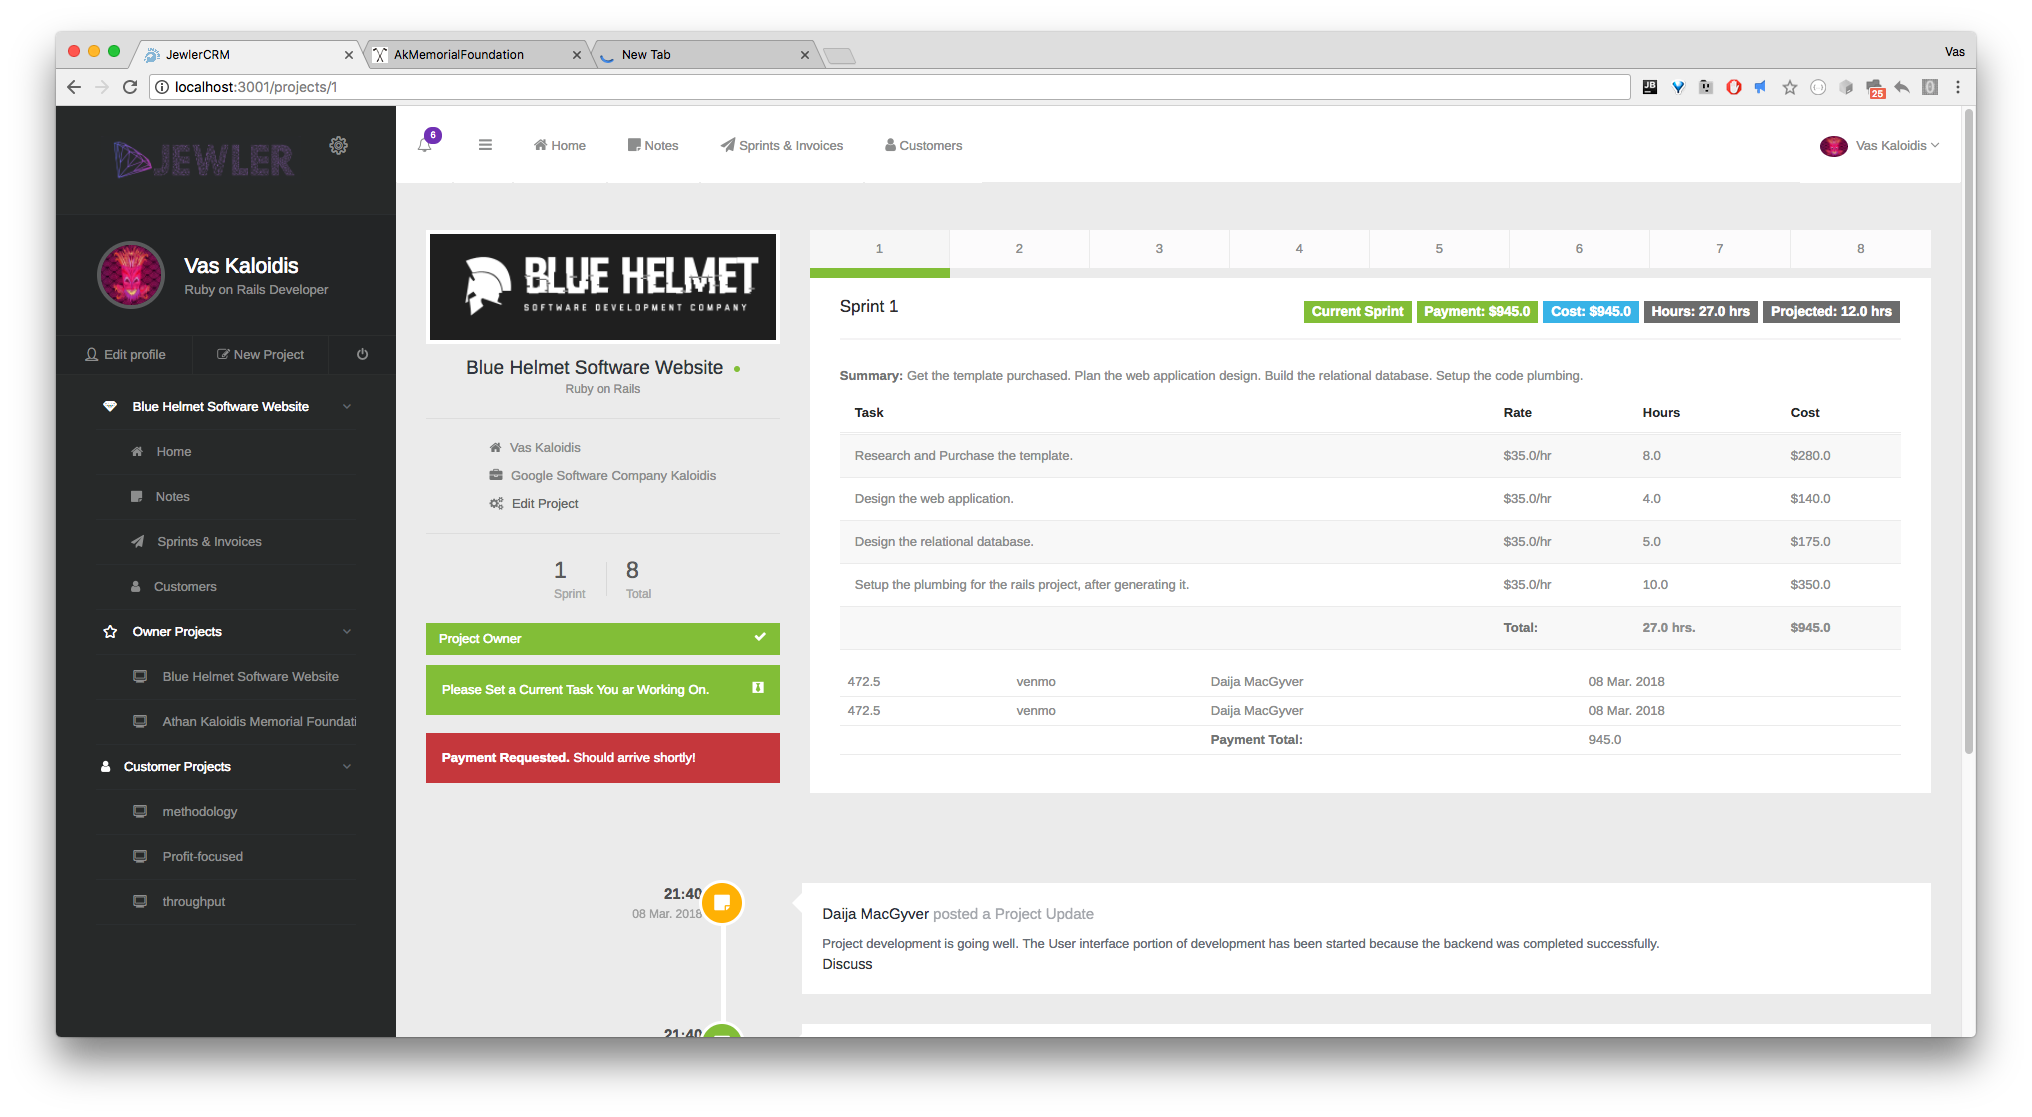 JewlerCRM
AkMemorialFoundation
New Tab
Vas
localhost:3001/projects/1
JB
25
JEWLER
6
Home
Notes
Sprints & Invoices
Customers
Vas Kaloidis
Vas Kaloidis
Ruby on Rails Developer
Edit profile
New Project
Blue Helmet Software Website
Home
Notes
Sprints & Invoices
Customers
Owner Projects
Blue Helmet Software Website
Athan Kaloidis Memorial Foundati
Customer Projects
methodology
Profit-focused
throughput
BLUE HELMET
SOFTWARE DEVELOPMENT COMPANY
Blue Helmet Software Website
Ruby on Rails
Vas Kaloidis
Google Software Company Kaloidis
Edit Project
1 8
Sprint Total
Project Owner
Please Set a Current Task You ar Working On.
Payment Requested. Should arrive shortly!
1 2 3 4 5 6 7 8
Sprint 1
Current Sprint Payment: $945.0 Cost: $945.0 Hours: 27.0 hrs Projected: 12.0 hrs
Summary: Get the template purchased. Plan the web application design. Build the relational database. Setup the code plumbing.
Task Rate Hours Cost
Research and Purchase the template. $35.0/hr 8.0 $280.0
Design the web application. $35.0/hr 4.0 $140.0
Design the relational database. $35.0/hr 5.0 $175.0
Setup the plumbing for the rails project, after generating it. $35.0/hr 10.0 $350.0
Total: 27.0 hrs. $945.0
472.5 venmo Daija MacGyver 08 Mar. 2018
472.5 venmo Daija MacGyver 08 Mar. 2018
Payment Total: 945.0
21:40
08 Mar. 2018
Daija MacGyver posted a Project Update
Project development is going well. The User interface portion of development has been started because the backend was completed successfully.
Discuss
21:40